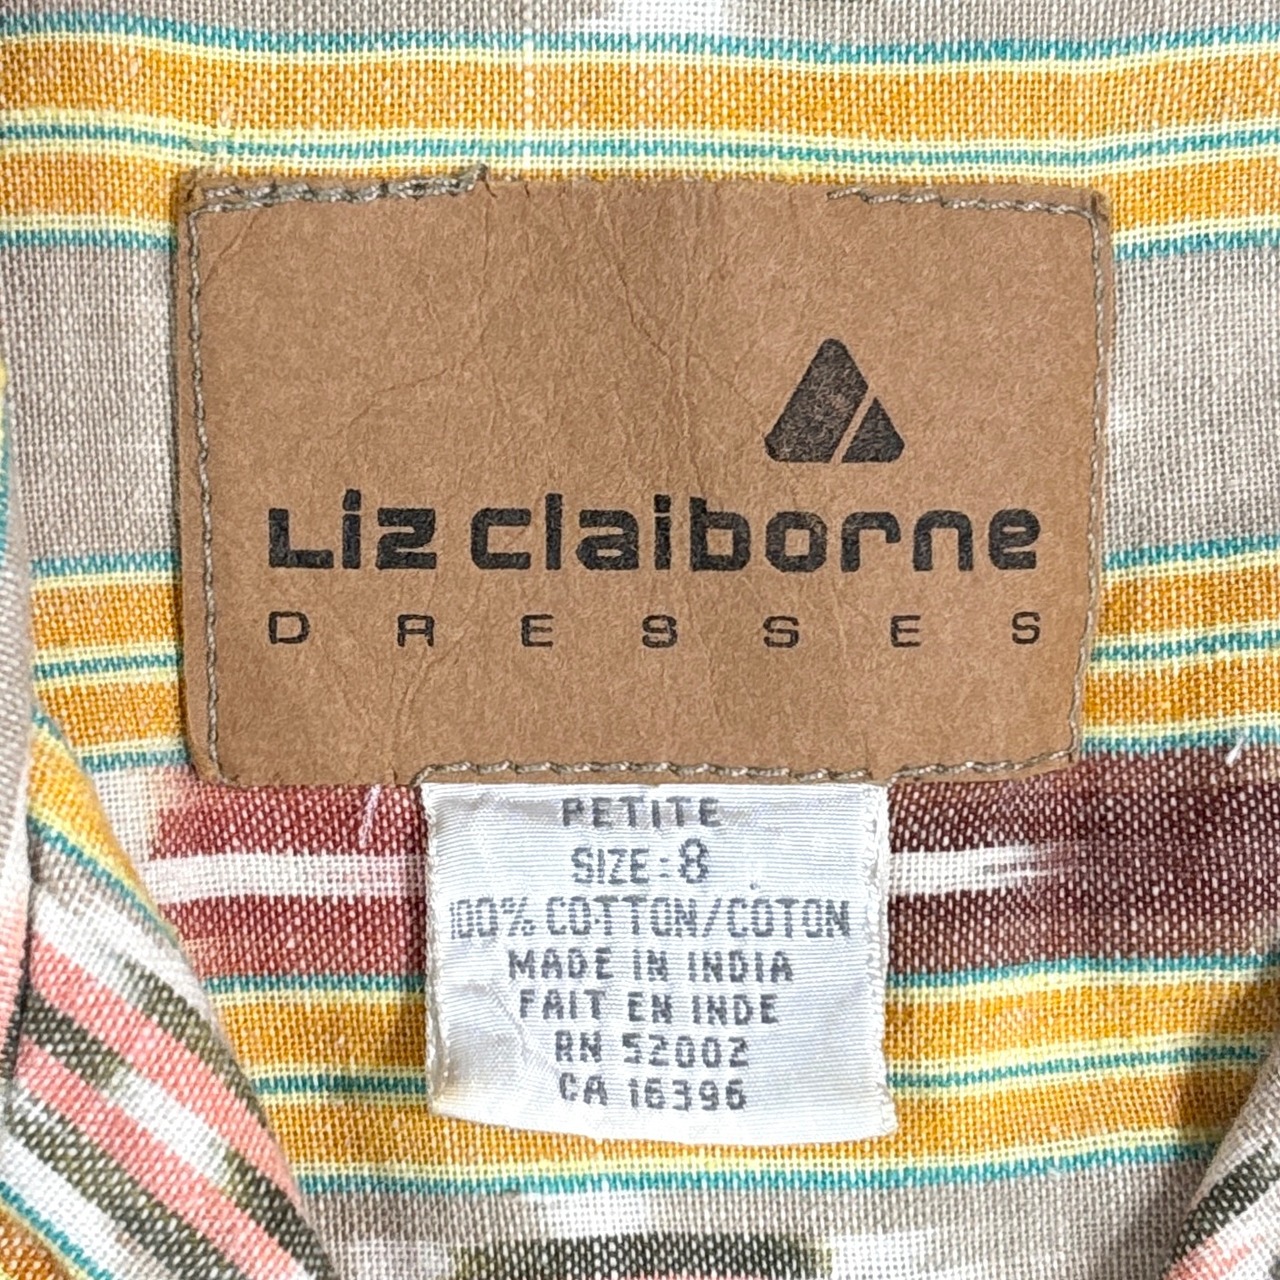 Liz claiborne
DRESSES
PETITE
SIZE: 8
100% COTTON/COTON
MADE IN INDIA
FAIT EN INDE
RN 52002
CA 16396